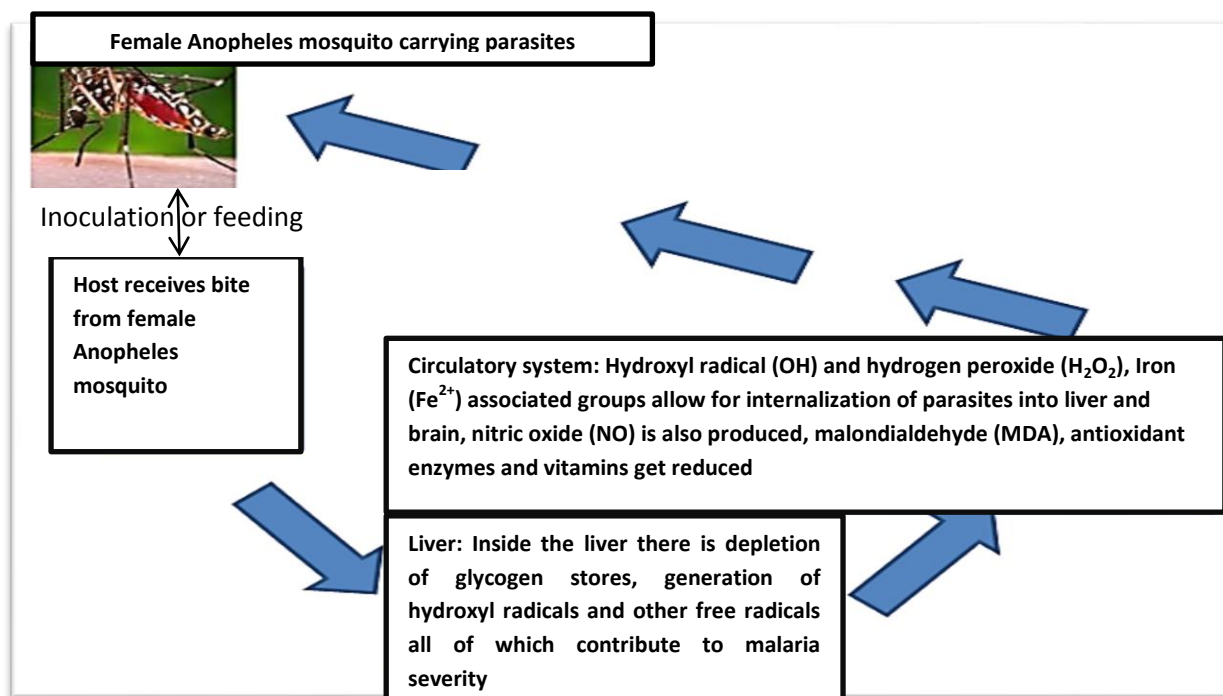 Female Anopheles mosquito carrying parasites
Inoculation or feeding
Host receives bite
from female
Anopheles
mosquito
Circulatory system: Hydroxyl radical (OH) and hydrogen peroxide (H₂O₂), Iron
(Fe²⁺) associated groups allow for internalization of parasites into liver and
brain, nitric oxide (NO) is also produced, malondialdehyde (MDA), antioxidant
enzymes and vitamins get reduced
Liver: Inside the liver there is depletion
of glycogen stores, generation of
hydroxyl radicals and other free radicals
all of which contribute to malaria
severity